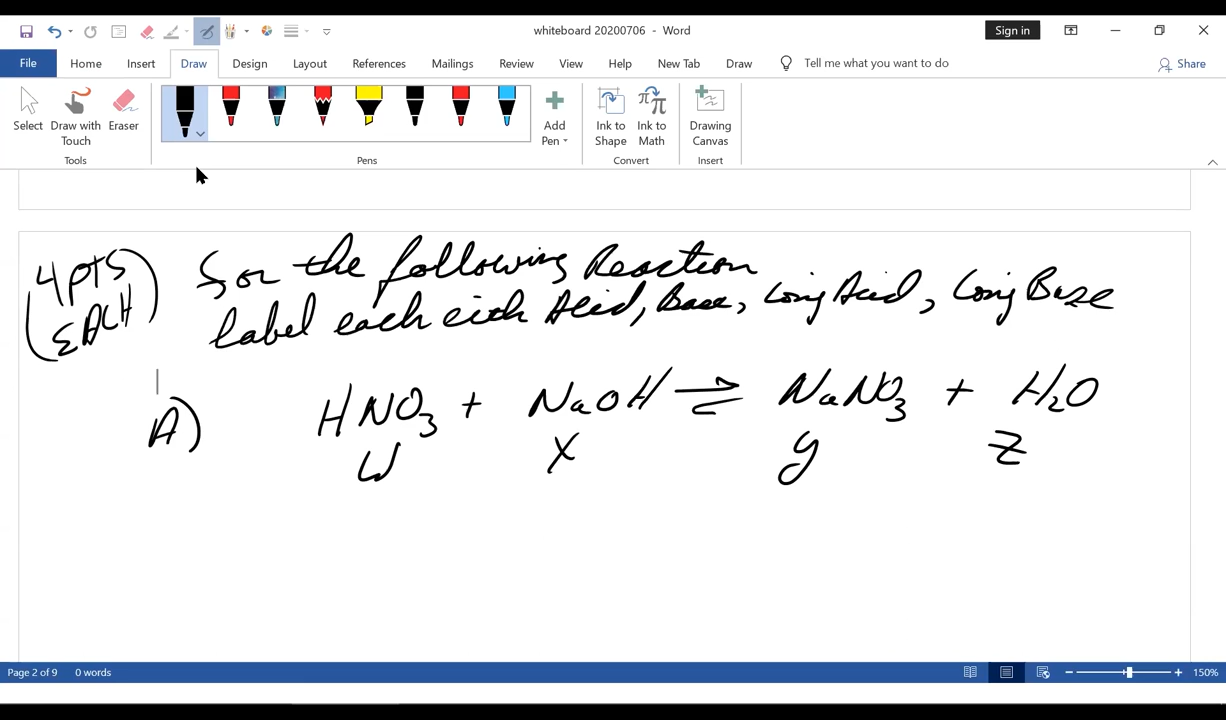 whiteboard 20200706 - Word
Sign in
File Home Insert Draw Design Layout References Mailings Review View Help New Tab Draw Tell me what you want to do Share
Select Draw with Touch Eraser Add Pen Ink to Shape Ink to Math Drawing Canvas
Tools Pens Convert Insert
(4pts EACH) For the following Reaction
label each eith Acid, Base, Conj Acid, Conj Base
A) HNO3 + NaOH ⇌ NaNO3 + H2O
W X y Z
Page 2 of 9 0 words 150%